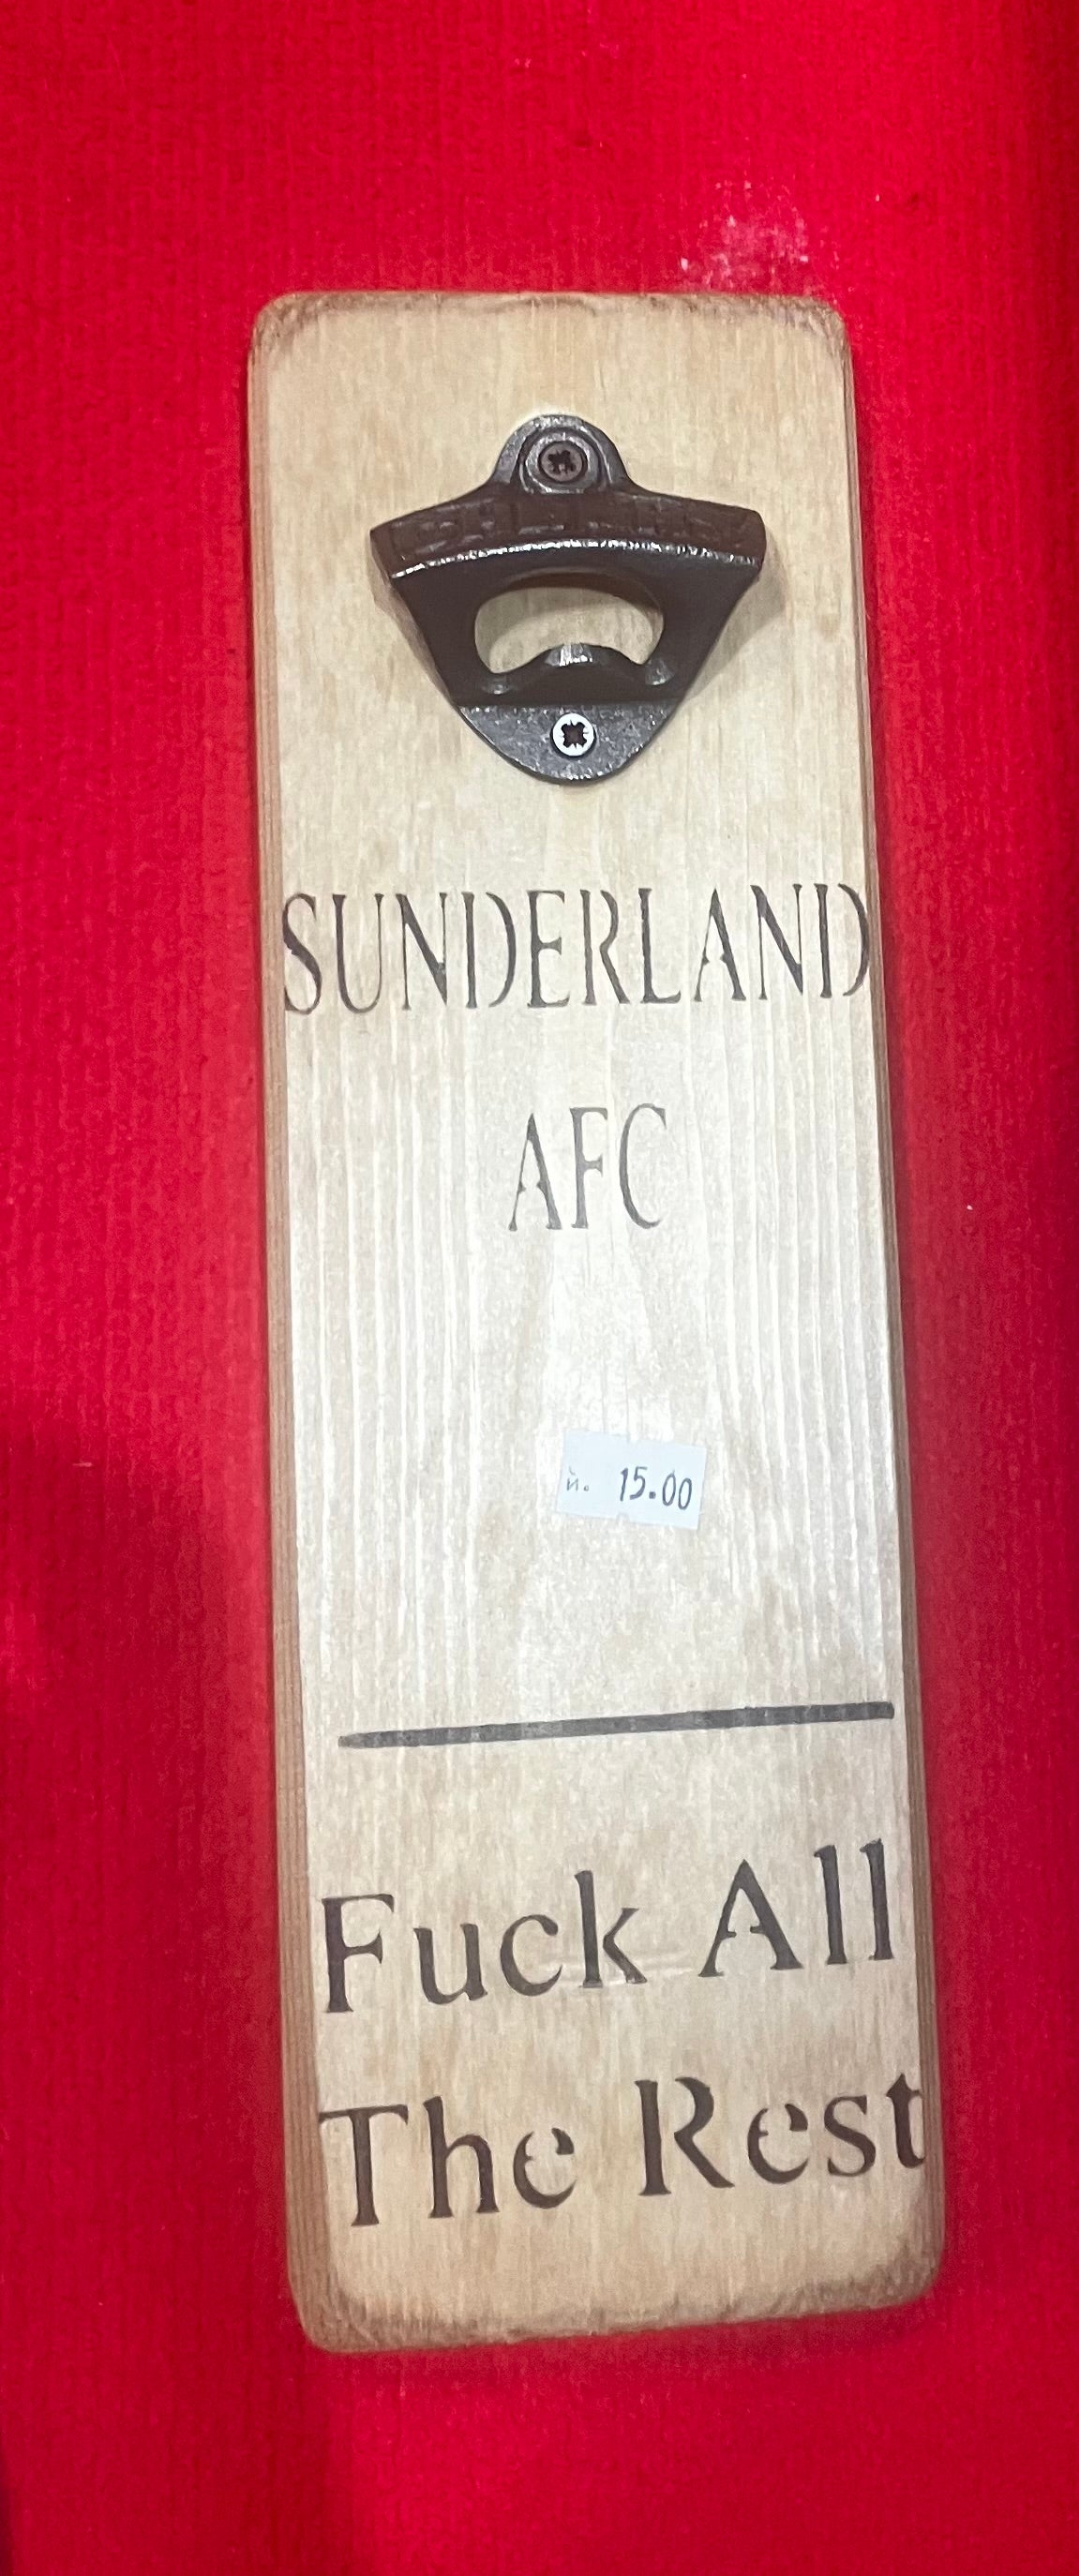 SUNDERLAND
AFC
15.00
Fuck All
The Rest